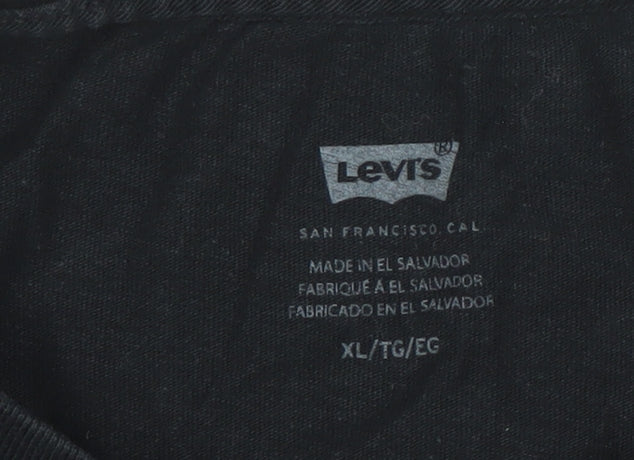 Levi's ®
SAN FRANCISCO, CAL
MADE IN EL SALVADOR
FABRIQUÉ À EL SALVADOR
FABRICADO EN EL SALVADOR
XL/TG/EG